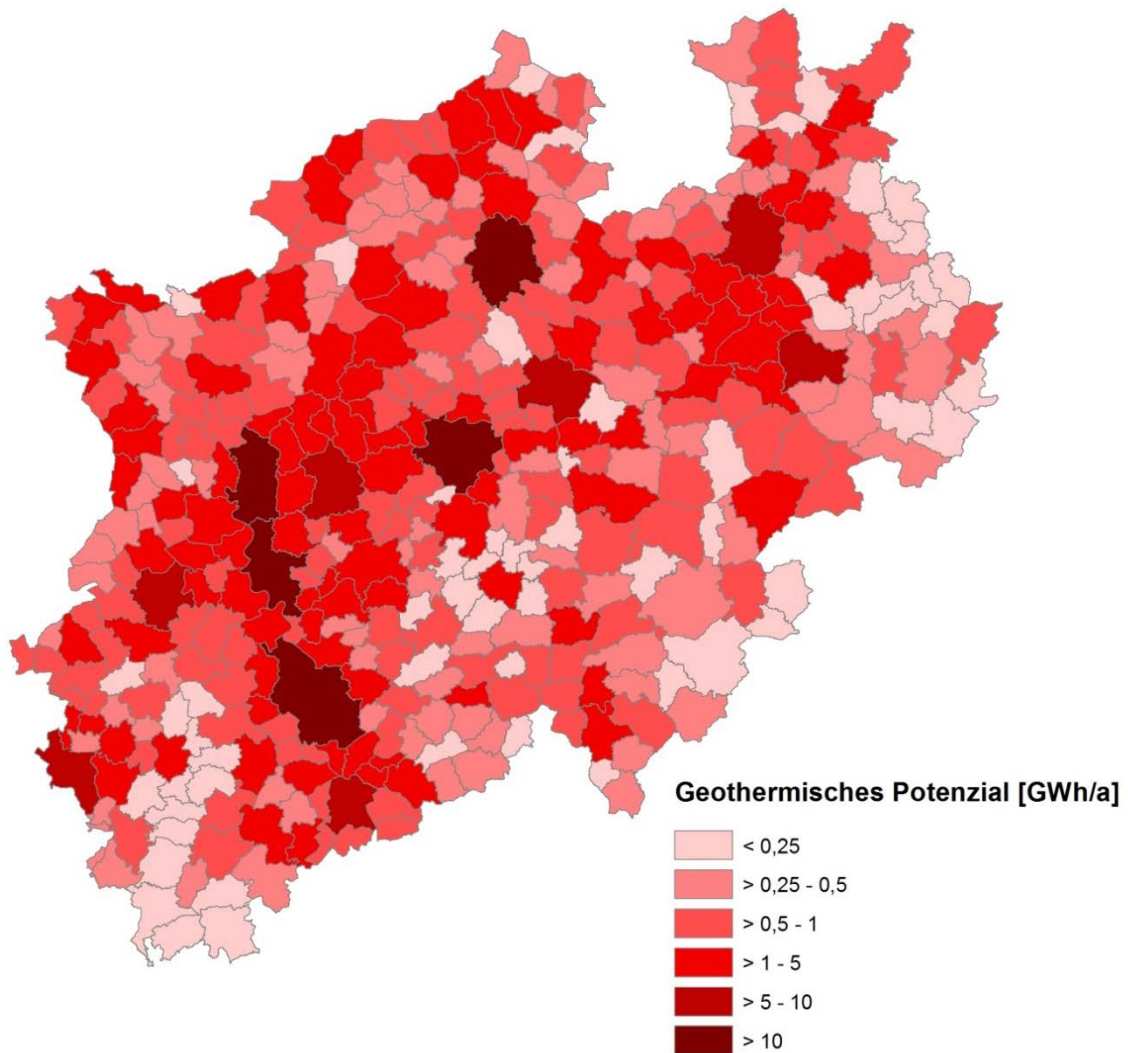 Geothermisches Potenzial [GWh/a]
< 0,25
> 0,25 - 0,5
> 0,5 - 1
> 1 - 5
> 5 - 10
> 10